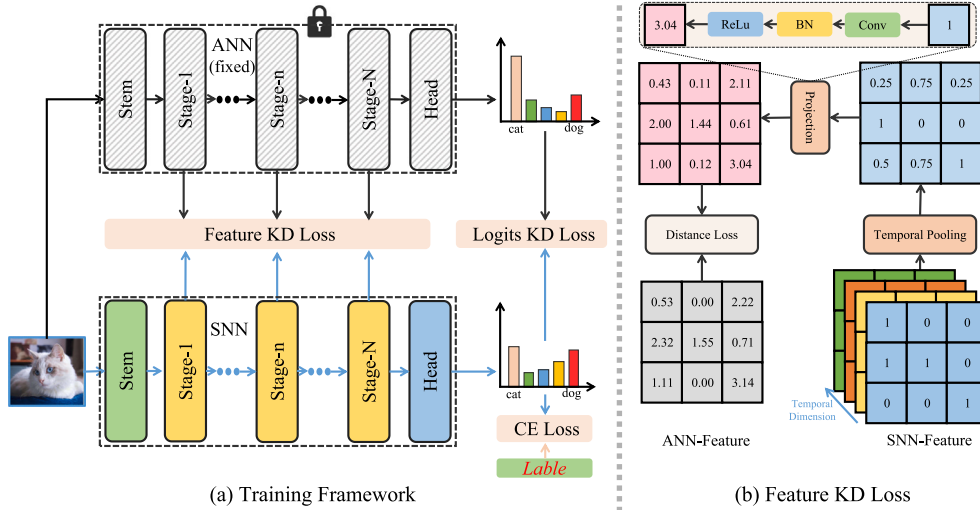 ANN
(fixed)
Stem
Stage-1
Stage-n
Stage-N
Head
cat
dog
Feature KD Loss
Logits KD Loss
SNN
Stem
Stage-1
Stage-n
Stage-N
Head
cat
dog
CE Loss
Lable
(a) Training Framework
3.04
ReLu
BN
Conv
1
0.43 0.11 2.11
2.00 1.44 0.61
1.00 0.12 3.04
Projection
0.25 0.75 0.25
1 0 0
0.5 0.75 1
Distance Loss
Temporal Pooling
0.53 0.00 2.22
2.32 1.55 0.71
1.11 0.00 3.14
1 0 0
1 1 0
0 0 1
Temporal
Dimension
ANN-Feature
SNN-Feature
(b) Feature KD Loss